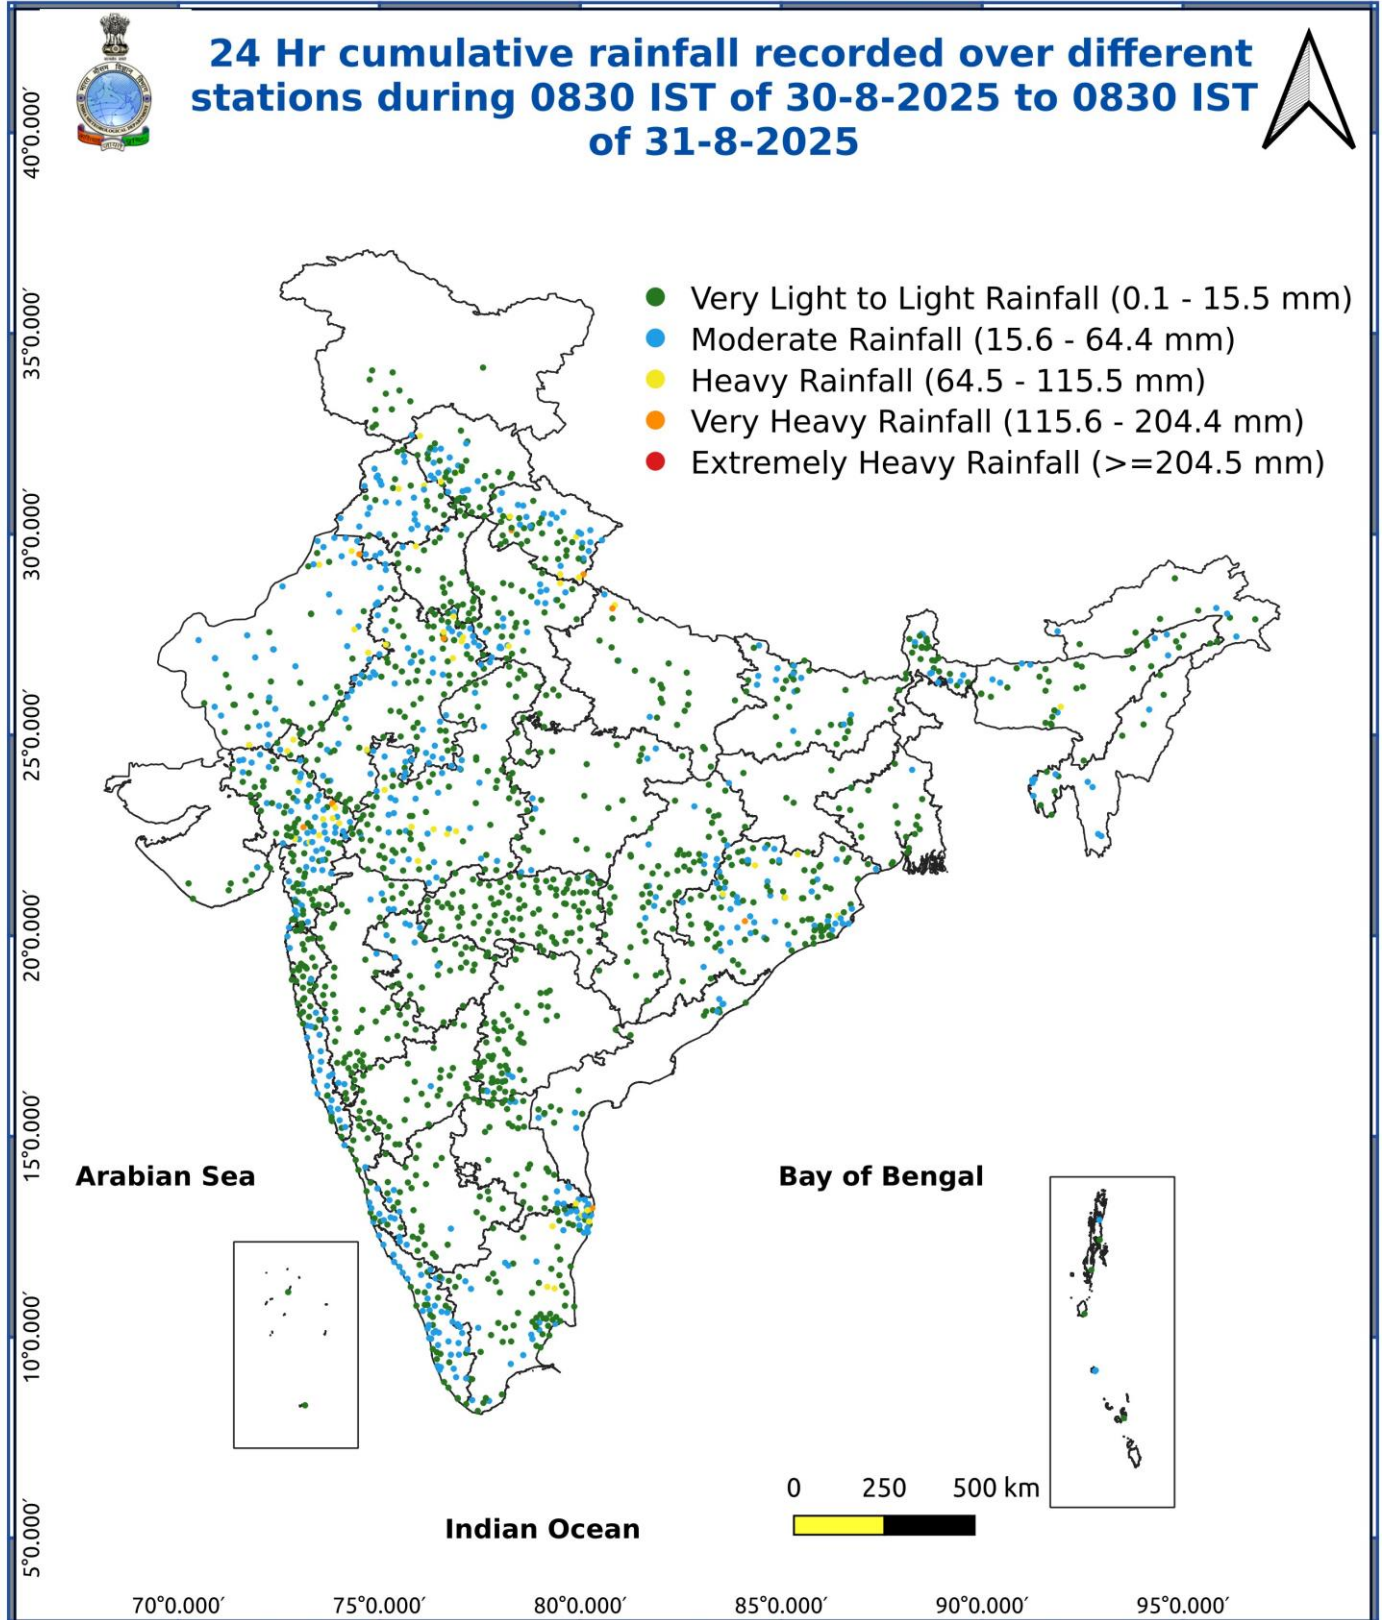 24 Hr cumulative rainfall recorded over different
stations during 0830 IST of 30-8-2025 to 0830 IST
of 31-8-2025
40°0.000′
35°0.000′
30°0.000′
25°0.000′
20°0.000′
15°0.000′
10°0.000′
5°0.000′
Very Light to Light Rainfall (0.1 - 15.5 mm)
Moderate Rainfall (15.6 - 64.4 mm)
Heavy Rainfall (64.5 - 115.5 mm)
Very Heavy Rainfall (115.6 - 204.4 mm)
Extremely Heavy Rainfall (>=204.5 mm)
Arabian Sea
Bay of Bengal
Indian Ocean
0 250 500 km
70°0.000′ 75°0.000′ 80°0.000′ 85°0.000′ 90°0.000′ 95°0.000′